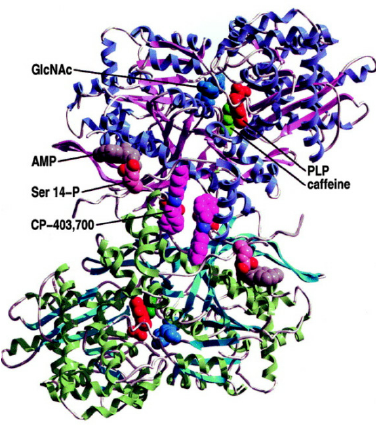 GlcNAc
AMP
Ser 14–P
CP–403,700
PLP
caffeine